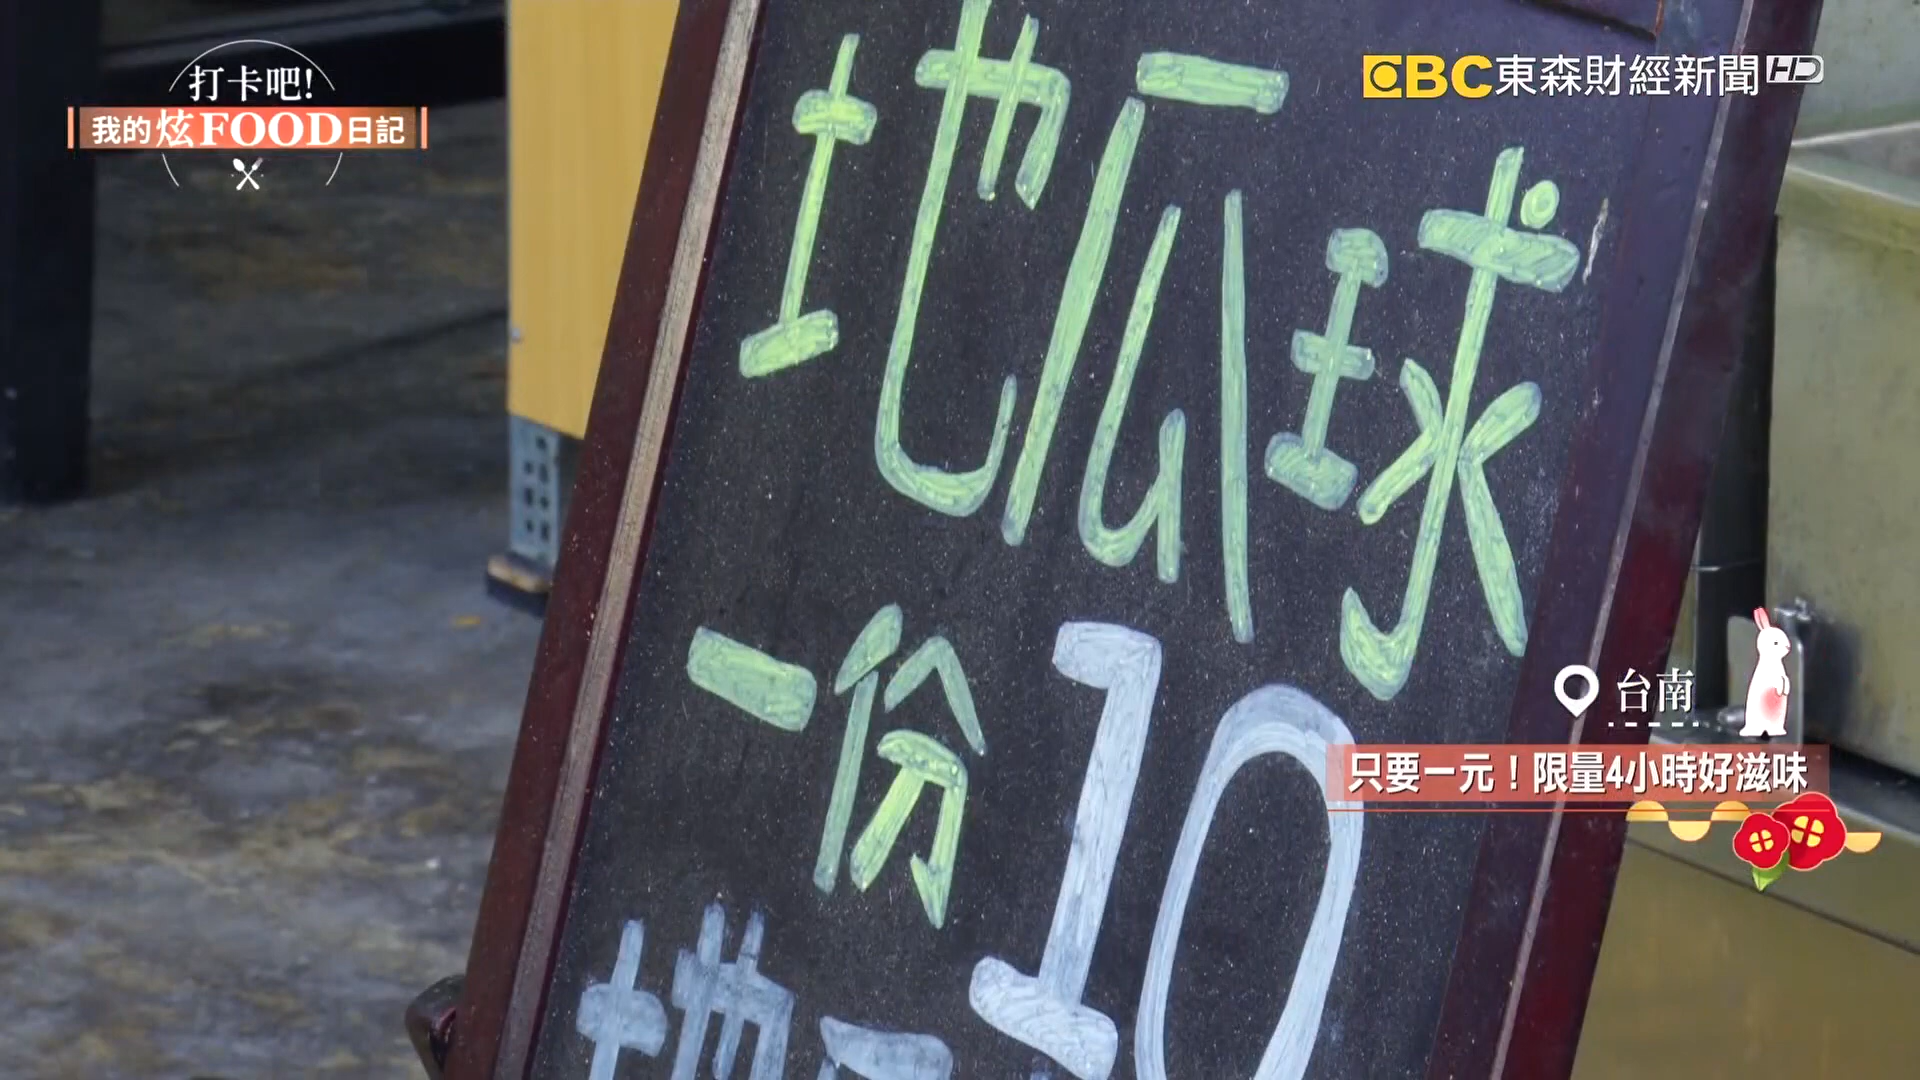 打卡吧!
我的炫FOOD日記
EBC東森財經新聞HD
地瓜球
一份10
地
台南
只要一元！限量4小時好滋味